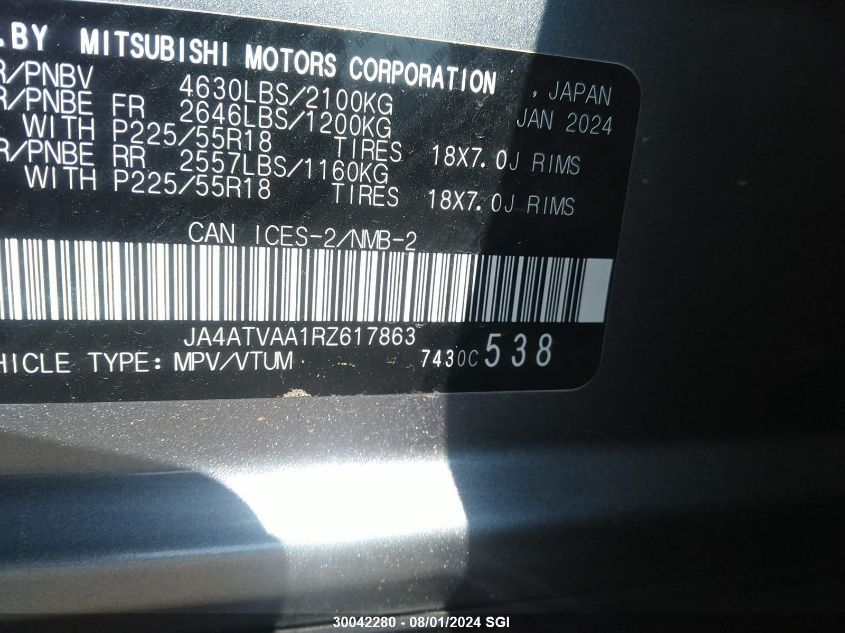 .BY MITSUBISHI MOTORS CORPORATION , JAPAN
R/PNBV 4630LBS/2100KG JAN 2024
R/PNBE FR 2646LBS/1200KG
WITH P225/55R18 TIRES 18X7.0J RIMS
R/PNBE RR 2557LBS/1160KG
WITH P225/55R18 TIRES 18X7.0J RIMS
CAN ICES-2/NMB-2
JA4ATVAA1RZ617863
HICLE TYPE: MPV/VTUM 7430C 538
30042280 - 08/01/2024 SGI